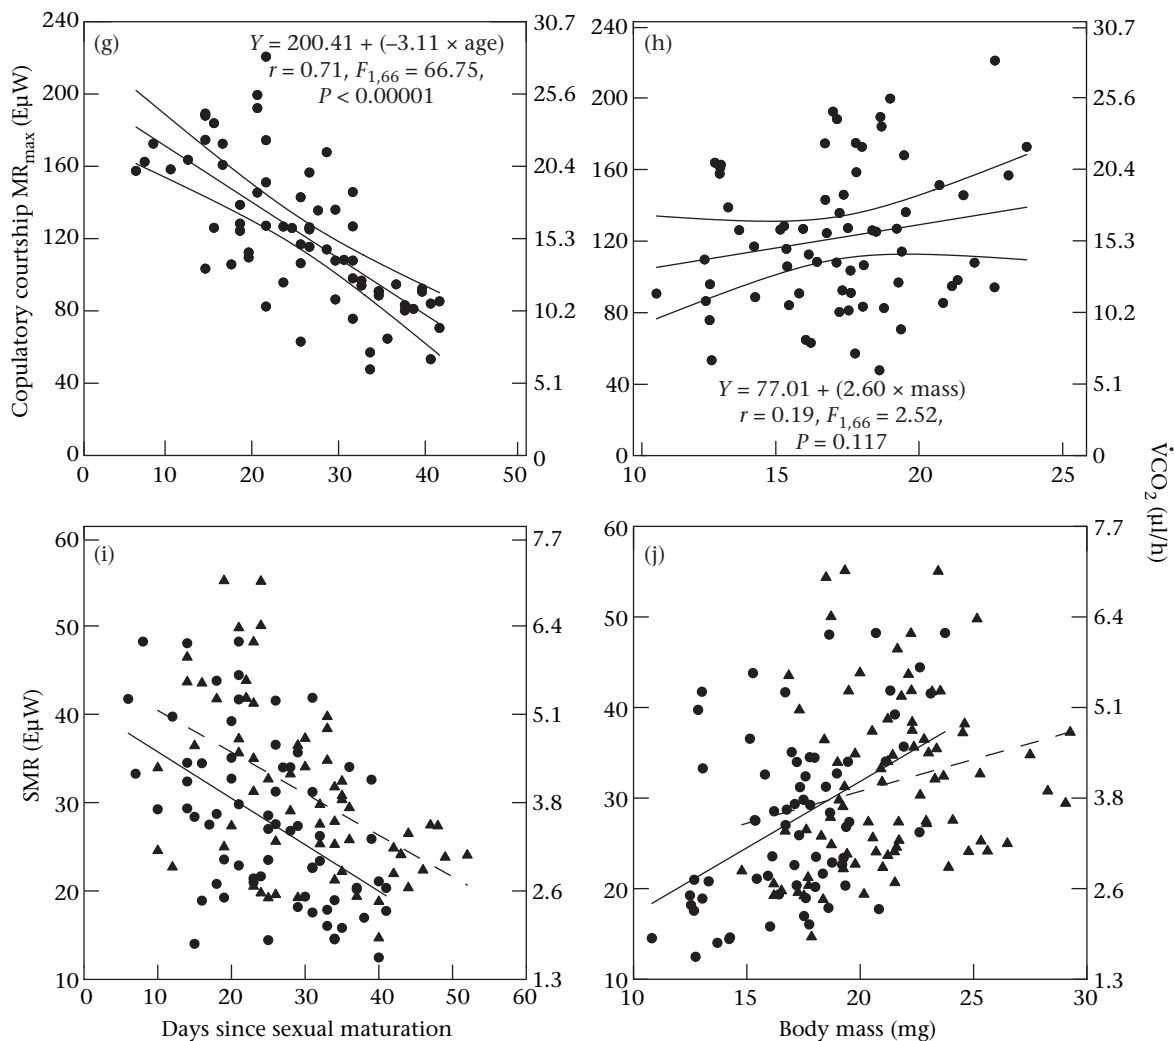 (g)
Y = 200.41 + (–3.11 × age)
r = 0.71, F1,66 = 66.75,
P < 0.00001
240
200
160
120
80
40
0
Copulatory courtship MRmax (EμW)
30.7
25.6
20.4
15.3
10.2
5.1
0
0 10 20 30 40 50
(h)
240
200
160
120
80
40
0
Y = 77.01 + (2.60 × mass)
r = 0.19, F1,66 = 2.52,
P = 0.117
30.7
25.6
20.4
15.3
10.2
5.1
0
10 15 20 25
V̇CO2 (μl/h)
(i)
60
50
40
30
20
10
SMR (EμW)
7.7
6.4
5.1
3.8
2.6
1.3
0 10 20 30 40 50 60
Days since sexual maturation
(j)
60
50
40
30
20
10
7.7
6.4
5.1
3.8
2.6
1.3
10 15 20 25 30
Body mass (mg)